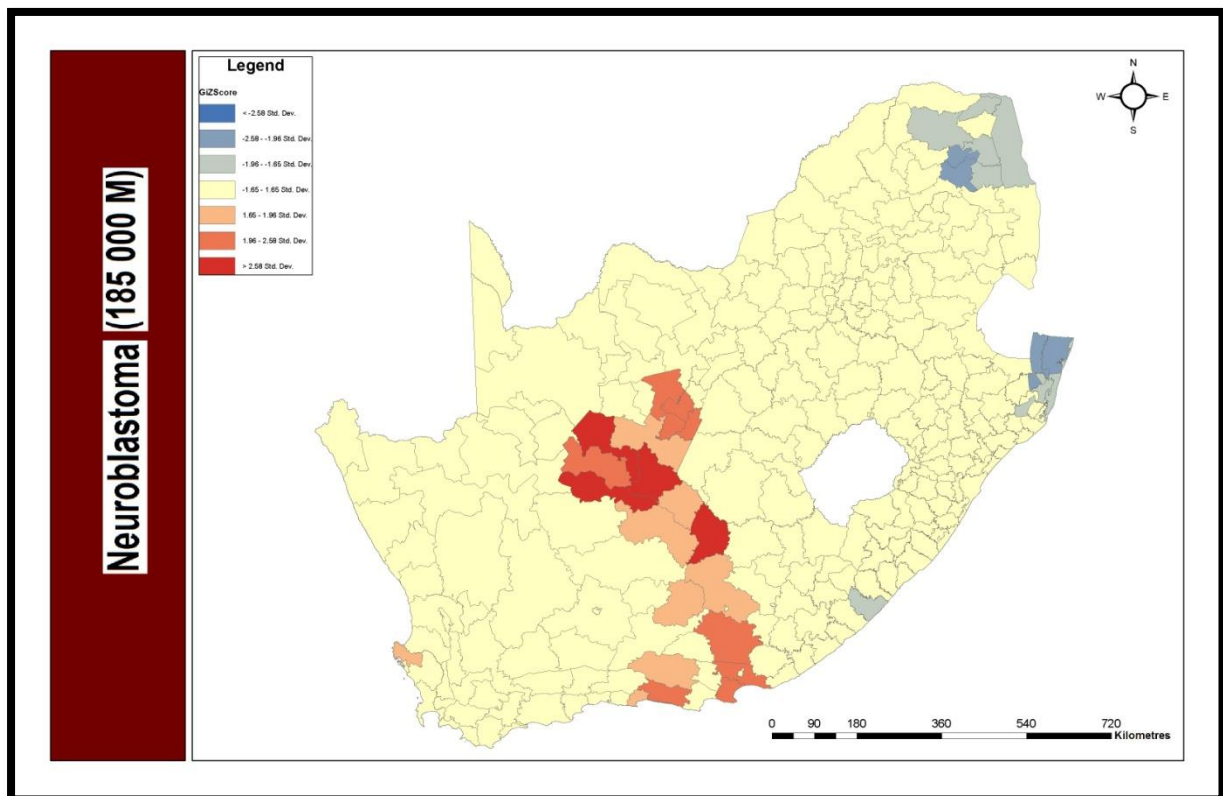 Neuroblastoma (185 000 M)
Legend
GiZScore
< -2.58 Std. Dev.
-2.58 - -1.96 Std. Dev.
-1.96 - -1.65 Std. Dev.
-1.65 - 1.65 Std. Dev.
1.65 - 1.96 Std. Dev.
1.96 - 2.58 Std. Dev.
> 2.58 Std. Dev.
N
W E
S
0 90 180 360 540 720
Kilometres